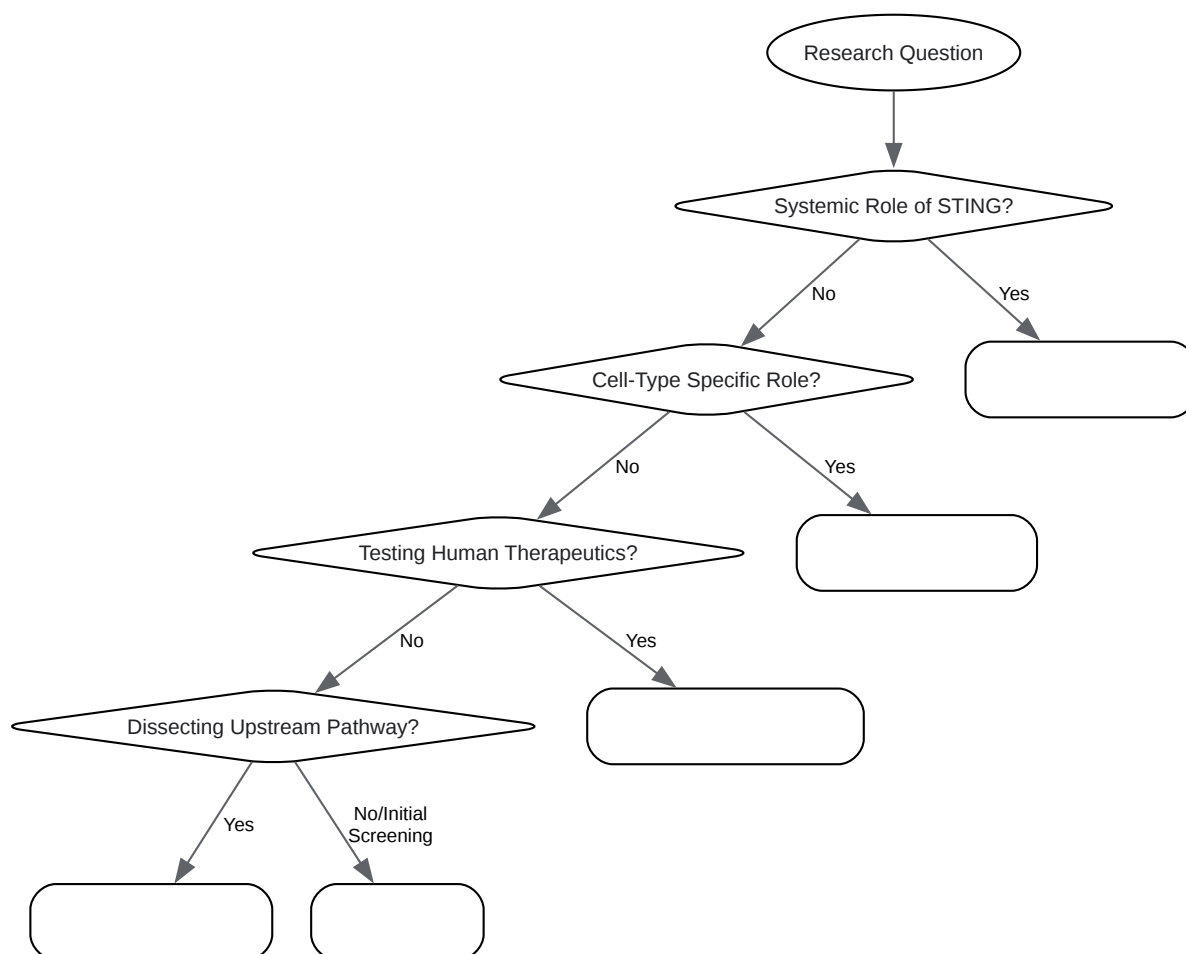 Research Question
Systemic Role of STING?
No
Yes
Cell-Type Specific Role?
No
Yes
Testing Human Therapeutics?
No
Yes
Dissecting Upstream Pathway?
Yes
No/Initial
Screening